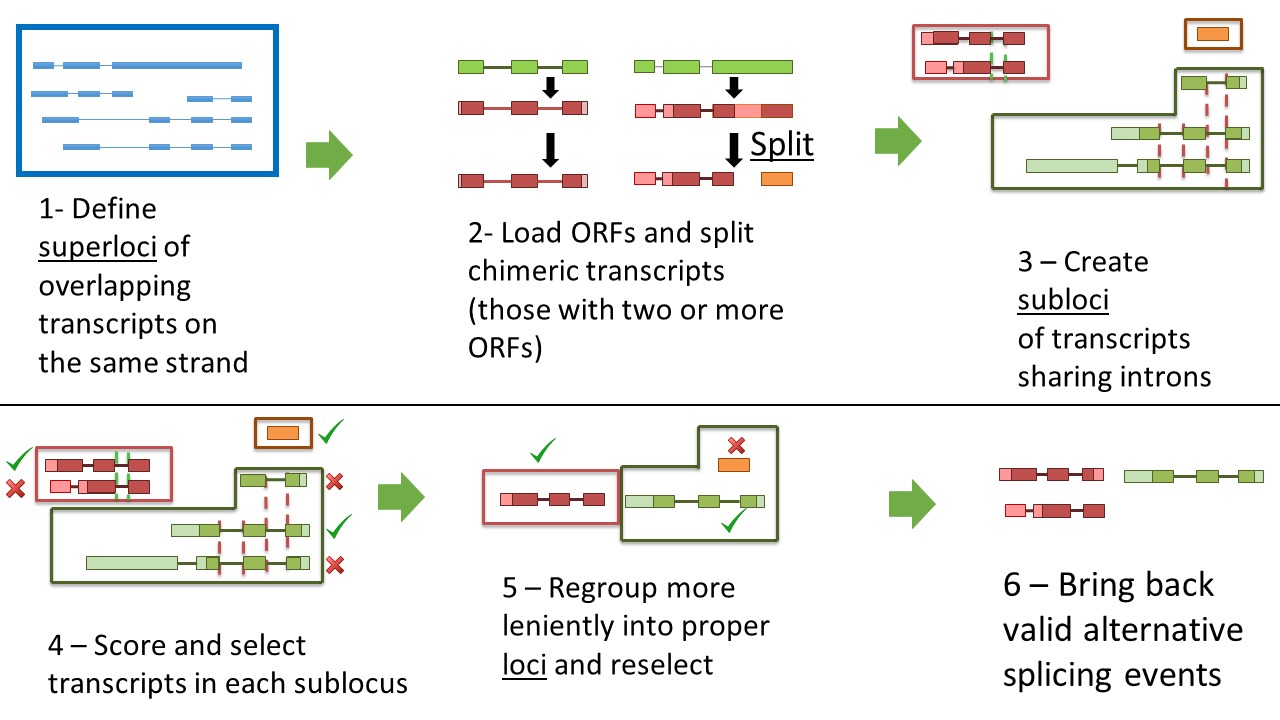 Split
1- Define
superloci of
overlapping
transcripts on
the same strand
2- Load ORFs and split
chimeric transcripts
(those with two or more
ORFs)
3 – Create
subloci
of transcripts
sharing introns
4 – Score and select
transcripts in each sublocus
5 – Regroup more
leniently into proper
loci and reselect
6 – Bring back
valid alternative
splicing events